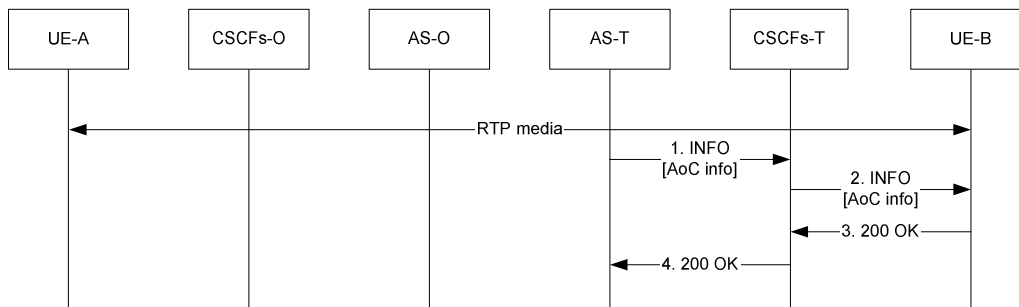 UE-A
CSCFs-O
AS-O
AS-T
CSCFs-T
UE-B
RTP media
1. INFO
[AoC info]
2. INFO
[AoC info]
3. 200 OK
4. 200 OK